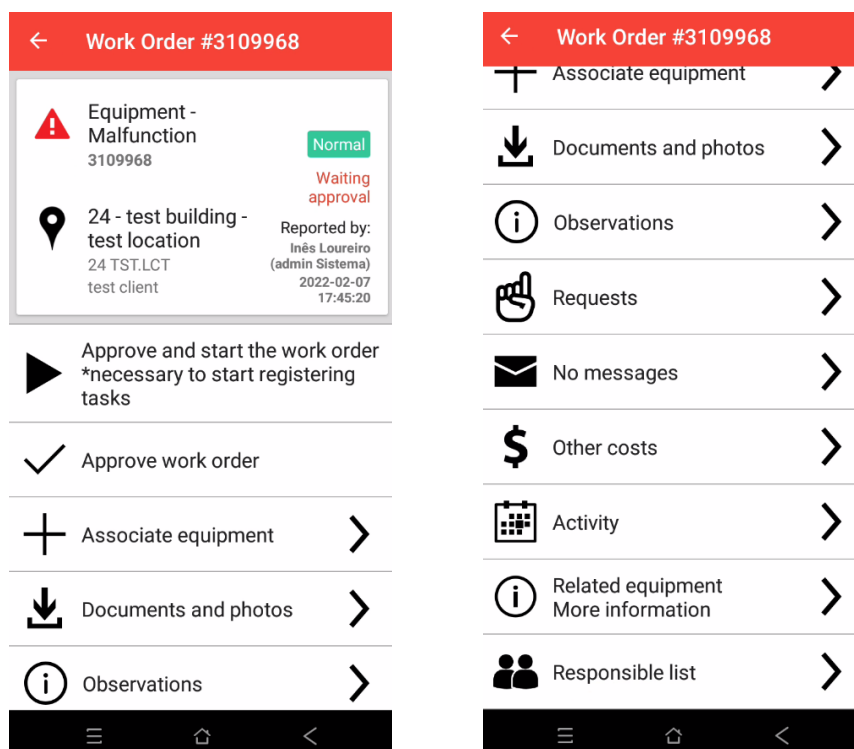 Work Order #3109968
Equipment -
Malfunction
3109968
Normal
Waiting
approval
24 - test building -
test location
24 TST.LCT
test client
Reported by:
Inês Loureiro
(admin Sistema)
2022-02-07
17:45:20
Approve and start the work order
*necessary to start registering
tasks
Approve work order
Associate equipment
Documents and photos
Observations
Work Order #3109968
Associate equipment
Documents and photos
Observations
Requests
No messages
Other costs
Activity
Related equipment
More information
Responsible list